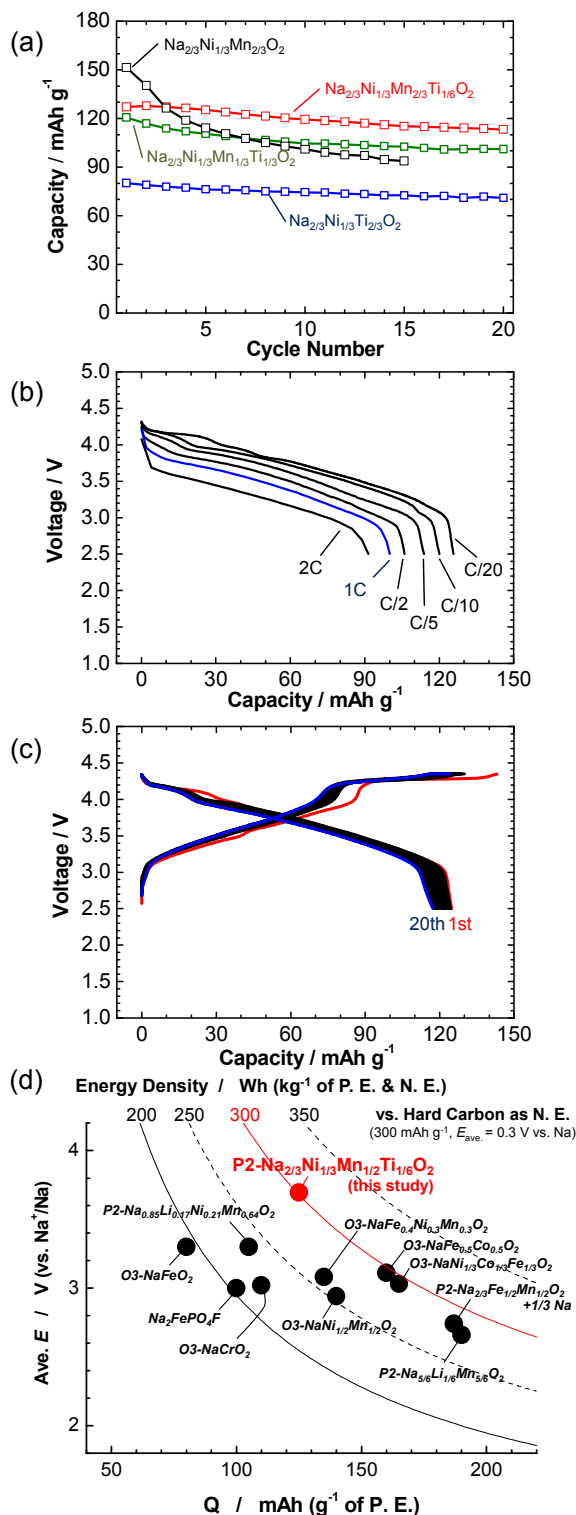 (a)
180
150
120
90
60
30
0
Capacity / mAh g-1
Na2/3Ni1/3Mn2/3O2
Na2/3Ni1/3Mn2/3Ti1/6O2
Na2/3Ni1/3Mn1/3Ti1/3O2
Na2/3Ni1/3Ti2/3O2
5 10 15 20
Cycle Number
(b)
5.0
4.5
4.0
3.5
3.0
2.5
2.0
1.5
1.0
Voltage / V
2C
1C
C/2
C/5
C/10
C/20
0 30 60 90 120 150
Capacity / mAh g-1
(c)
5.0
4.5
4.0
3.5
3.0
2.5
2.0
1.5
1.0
Voltage / V
20th 1st
0 30 60 90 120 150
Capacity / mAh g-1
(d)
Energy Density / Wh (kg-1 of P. E. & N. E.)
200 250 300 350
vs. Hard Carbon as N. E.
(300 mAh g-1, Eave. = 0.3 V vs. Na)
P2-Na2/3Ni1/3Mn1/2Ti1/6O2
(this study)
P2-Na0.85Li0.17Ni0.21Mn0.64O2
O3-NaFe0.4Ni0.3Mn0.3O2
O3-NaFe0.5Co0.5O2
O3-NaNi1/3Co1/3Fe1/3O2
O3-NaFeO2
P2-Na2/3Fe1/2Mn1/2O2
+1/3 Na
Na2FePO4F
O3-NaNi1/2Mn1/2O2
O3-NaCrO2
P2-Na5/6Li1/6Mn5/6O2
4
3
2
Ave. E / V (vs. Na+/Na)
50 100 150 200
Q / mAh (g-1 of P. E.)